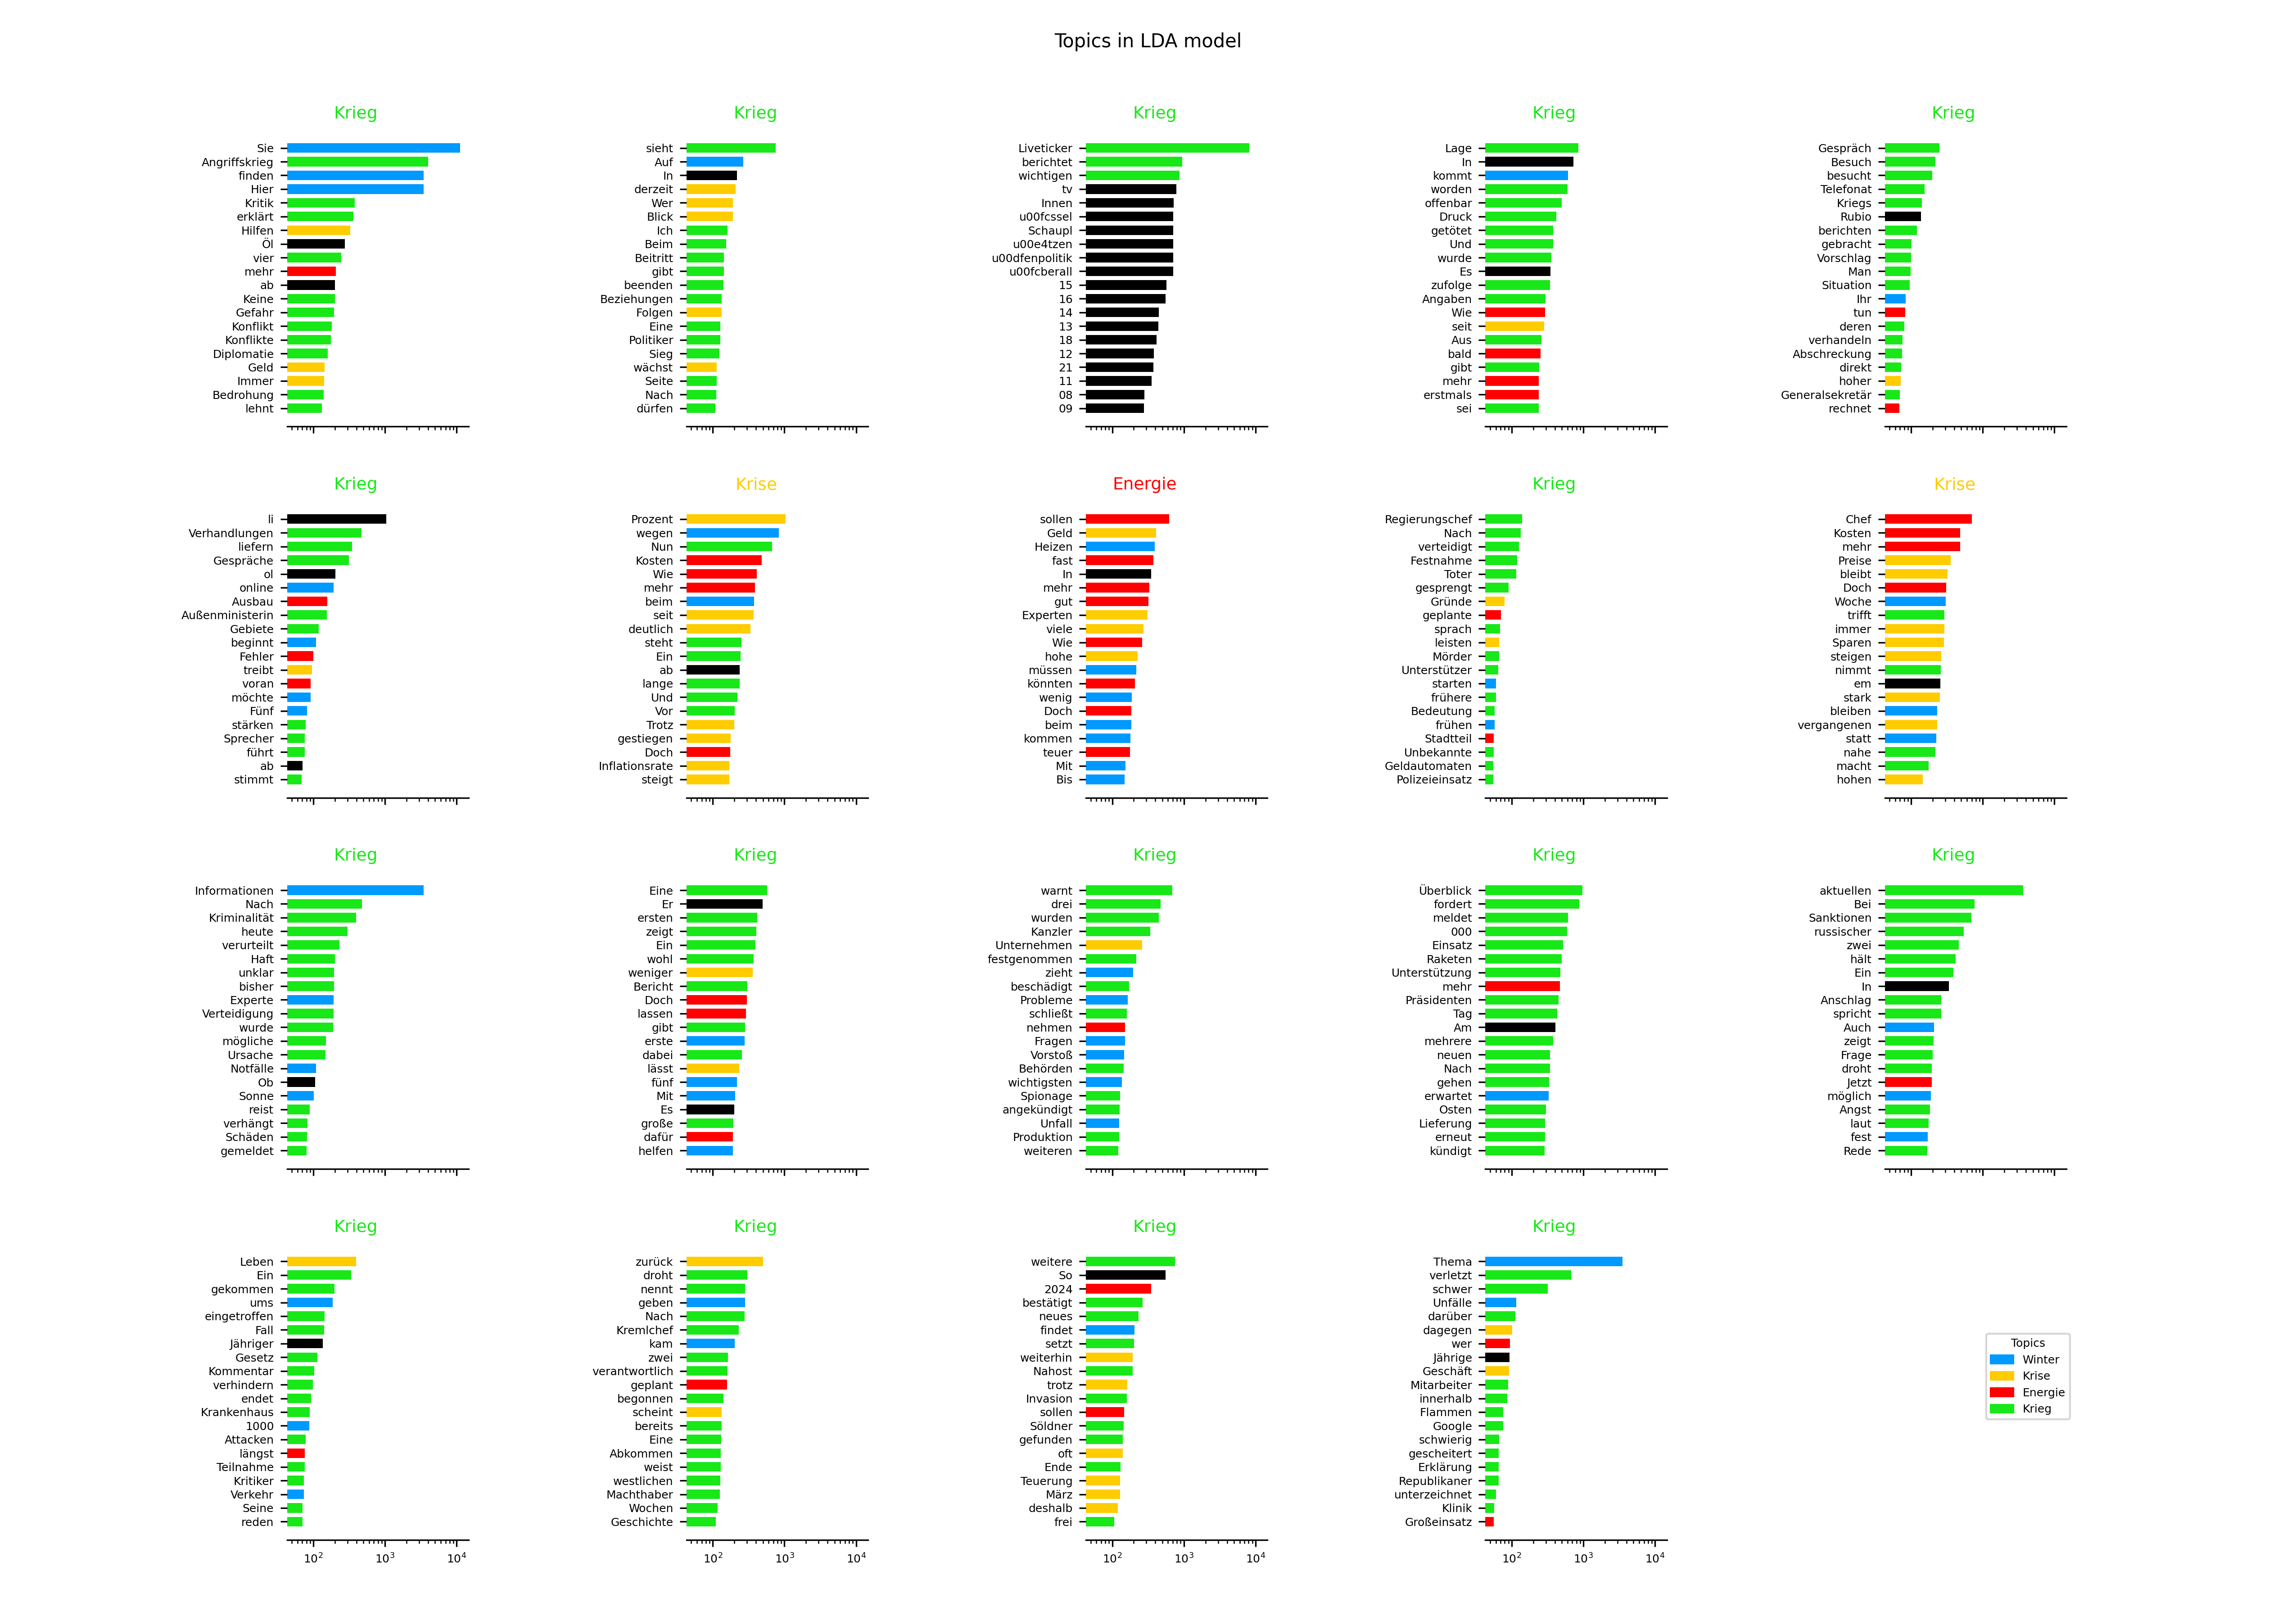 Topics in LDA model
Krieg
Sie
Angriffskrieg
finden
Hier
Kritik
erklärt
Hilfen
Öl
vier
mehr
ab
Keine
Gefahr
Konflikt
Konflikte
Diplomatie
Geld
Immer
Bedrohung
lehnt
Krieg
sieht
Auf
In
derzeit
Wer
Blick
Ich
Beim
Beitritt
gibt
beenden
Beziehungen
Folgen
Eine
Politiker
Sieg
wächst
Seite
Nach
dürfen
Krieg
Liveticker
berichtet
wichtigen
tv
Innen
u00fcssel
Schaupl
u00e4tzen
u00dfenpolitik
u00fcberall
15
16
14
13
18
12
21
11
08
09
Krieg
Lage
In
kommt
worden
offenbar
Druck
getötet
Und
wurde
Es
zufolge
Angaben
Wie
seit
Aus
bald
gibt
mehr
erstmals
sei
Krieg
Gespräch
Besuch
besucht
Telefonat
Kriegs
Rubio
berichten
gebracht
Vorschlag
Man
Situation
Ihr
tun
deren
verhandeln
Abschreckung
direkt
hoher
Generalsekretär
rechnet
Krieg
li
Verhandlungen
liefern
Gespräche
ol
online
Ausbau
Außenministerin
Gebiete
beginnt
Fehler
treibt
voran
möchte
Fünf
stärken
Sprecher
führt
ab
stimmt
Krise
Prozent
wegen
Nun
Kosten
Wie
mehr
beim
seit
deutlich
steht
Ein
ab
lange
Und
Vor
Trotz
gestiegen
Doch
Inflationsrate
steigt
Energie
sollen
Geld
Heizen
fast
In
mehr
gut
Experten
viele
Wie
hohe
müssen
könnten
wenig
Doch
beim
kommen
teuer
Mit
Bis
Krieg
Regierungschef
Nach
verteidigt
Festnahme
Toter
gesprengt
Gründe
geplante
sprach
leisten
Mörder
Unterstützer
starten
frühere
Bedeutung
frühen
Stadtteil
Unbekannte
Geldautomaten
Polizeieinsatz
Krise
Chef
Kosten
mehr
Preise
bleibt
Doch
Woche
trifft
immer
Sparen
steigen
nimmt
em
stark
bleiben
vergangenen
statt
nahe
macht
hohen
Krieg
Informationen
Nach
Kriminalität
heute
verurteilt
Haft
unklar
bisher
Experte
Verteidigung
wurde
mögliche
Ursache
Notfälle
Ob
Sonne
reist
verhängt
Schäden
gemeldet
Krieg
Eine
Er
ersten
zeigt
Ein
wohl
weniger
Bericht
Doch
lassen
gibt
erste
dabei
lässt
fünf
Mit
Es
große
dafür
helfen
Krieg
warnt
drei
wurden
Kanzler
Unternehmen
festgenommen
zieht
beschädigt
Probleme
schließt
nehmen
Fragen
Vorstoß
Behörden
wichtigsten
Spionage
angekündigt
Unfall
Produktion
weiteren
Krieg
Überblick
fordert
meldet
000
Einsatz
Raketen
Unterstützung
mehr
Präsidenten
Tag
Am
mehrere
neuen
Nach
gehen
erwartet
Osten
Lieferung
erneut
kündigt
Krieg
aktuellen
Bei
Sanktionen
russischer
zwei
hält
Ein
In
Anschlag
spricht
Auch
zeigt
Frage
droht
Jetzt
möglich
Angst
laut
fest
Rede
Krieg
Leben
Ein
gekommen
ums
eingetroffen
Fall
Jähriger
Gesetz
Kommentar
verhindern
endet
Krankenhaus
1000
Attacken
längst
Teilnahme
Kritiker
Verkehr
Seine
reden
10² 10³ 10⁴
Krieg
zurück
droht
nennt
geben
Nach
Kremlchef
kam
zwei
verantwortlich
geplant
begonnen
scheint
bereits
Eine
Abkommen
weist
westlichen
Machthaber
Wochen
Geschichte
10² 10³ 10⁴
Krieg
weitere
So
2024
bestätigt
neues
findet
setzt
weiterhin
Nahost
trotz
Invasion
sollen
Söldner
gefunden
oft
Ende
Teuerung
März
deshalb
frei
10² 10³ 10⁴
Krieg
Thema
verletzt
schwer
Unfälle
darüber
dagegen
wer
Jährige
Geschäft
Mitarbeiter
innerhalb
Flammen
Google
schwierig
gescheitert
Erklärung
Republikaner
unterzeichnet
Klinik
Großeinsatz
10² 10³ 10⁴
Topics
Winter
Krise
Energie
Krieg